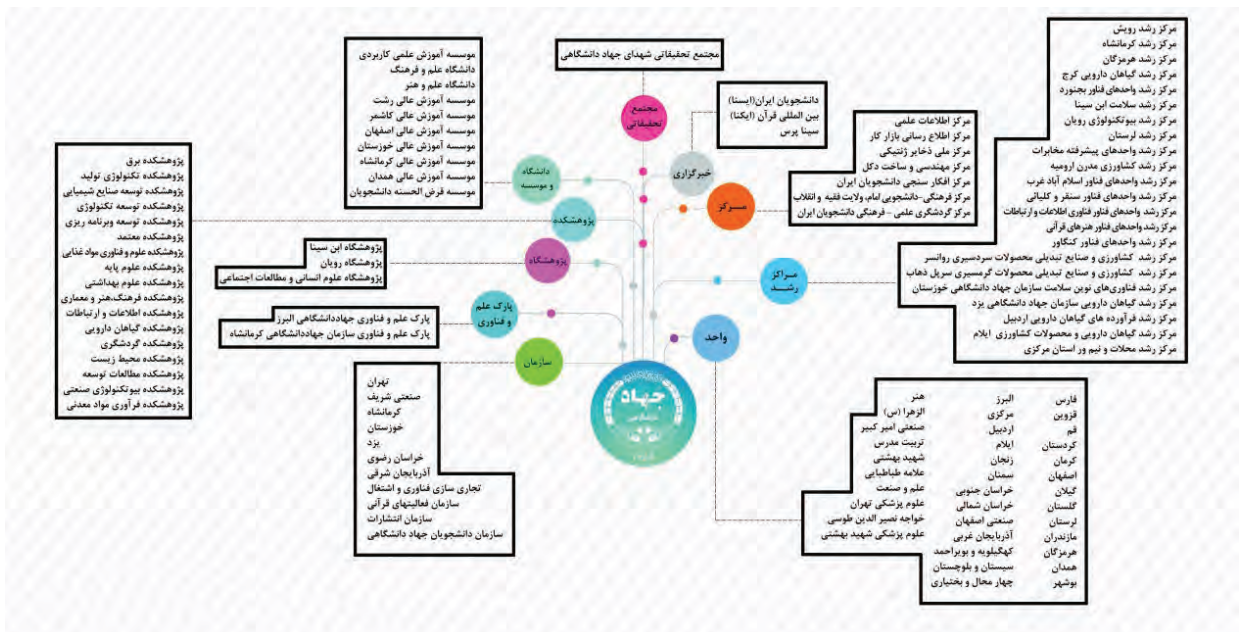 مجتمع تحقیقاتی شهدای جهاد دانشگاهی
مجتمع
تحقیقاتی
دانشجویان ایران(ایسنا)
بین المللی قرآن (ایکنا)
سینا پرس
خبرگزاری
مرکز اطلاعات علمی
مرکز اطلاع رسانی بازار کار
مرکز ملی ذخایر ژنتیکی
مرکز مهندسی و ساخت دکل
مرکز افکار سنجی دانشجویان ایران
مرکز فرهنگی-دانشجویی امام، ولایت فقیه و انقلاب
مرکز گردشگری علمی - فرهنگی دانشجویان ایران
مـرکـز
مرکز رشد رویش
مرکز رشد کرمانشاه
مرکز رشد هرمزگان
مرکز رشد گیاهان دارویی کرج
مرکز رشد واحدهای فناور بجنورد
مرکز رشد سلامت ابن سینا
مرکز رشد بیوتکنولوژی رویان
مرکز رشد لرستان
مرکز رشد واحدهای پیشرفته مخابرات
مرکز رشد کشاورزی مدرن ارومیه
مرکز رشد واحدهای فناور اسلام آباد غرب
مرکز رشد واحدهای فناور سنقر و کلیائی
مرکز رشد واحدهای فناور فناوری اطلاعات و ارتباطات
مرکز رشد واحدهای فناور هنرهای قرآنی
مرکز رشد واحدهای فناور کنگاور
مرکز رشد کشاورزی و صنایع تبدیلی محصولات سردسیری روانسر
مرکز رشد کشاورزی و صنایع تبدیلی محصولات گرمسیری سرپل ذهاب
مرکز رشد فناوری‌های نوین سلامت سازمان جهاد دانشگاهی خوزستان
مرکز رشد گیاهان دارویی سازمان جهاد دانشگاهی یزد
مرکز رشد فرآورده های گیاهان دارویی اردبیل
مرکز رشد گیاهان دارویی و محصولات کشاورزی ایلام
مرکز رشد محلات و نیم ور استان مرکزی
مـراکز
رشــد
موسسه آموزش علمی کاربردی
دانشگاه علم و فرهنگ
دانشگاه علم و هنر
موسسه آموزش عالی رشت
موسسه آموزش عالی کاشمر
موسسه آموزش عالی اصفهان
موسسه آموزش عالی خوزستان
موسسه آموزش عالی کرمانشاه
موسسه آموزش عالی همدان
موسسه قرض الحسنه دانشجویان
دانشگاه
و موسسه
پژوهشکده برق
پژوهشکده تکنولوژی تولید
پژوهشکده توسعه صنایع شیمیایی
پژوهشکده توسعه تکنولوژی
پژوهشکده توسعه وبرنامه ریزی
پژوهشکده معتمد
پژوهشکده علوم و فناوری مواد غذایی
پژوهشکده علوم پایه
پژوهشکده علوم بهداشتی
پژوهشکده فرهنگ،هنر و معماری
پژوهشکده اطلاعات و ارتباطات
پژوهشکده گیاهان دارویی
پژوهشکده گردشگری
پژوهشکده محیط زیست
پژوهشکده مطالعات توسعه
پژوهشکده بیوتکنولوژی صنعتی
پژوهشکده فرآوری مواد معدنی
پژوهشکده
پژوهشگاه ابن سینا
پژوهشگاه رویان
پژوهشگاه علوم انسانی و مطالعات اجتماعی
پژوهشگاه
پارک علم و فناوری جهاددانشگاهی البرز
پارک علم و فناوری سازمان جهاددانشگاهی کرمانشاه
پارک علم
و فناوری
سازمان
تهران
صنعتی شریف
کرمانشاه
خوزستان
یزد
خراسان رضوی
آذربایجان شرقی
تجاری سازی فناوری و اشتغال
سازمان فعالیتهای قرآنی
سازمان انتشارات
سازمان دانشجویان جهاد دانشگاهی
واحد
فارس
قزوین
قم
کردستان
کرمان
اصفهان
گیلان
گلستان
لرستان
مازندران
هرمزگان
همدان
بوشهر
البرز
مرکزی
اردبیل
ایلام
زنجان
سمنان
خراسان جنوبی
خراسان شمالی
صنعتی اصفهان
آذربایجان غربی
کهگیلویه و بویراحمد
سیستان و بلوچستان
چهار محال و بختیاری
هنر
الزهرا (س)
صنعتی امیر کبیر
تربیت مدرس
شهید بهشتی
علامه طباطبایی
علم و صنعت
علوم پزشکی تهران
خواجه نصیر الدین طوسی
علوم پزشکی شهید بهشتی
جهاد
دانشگاهی